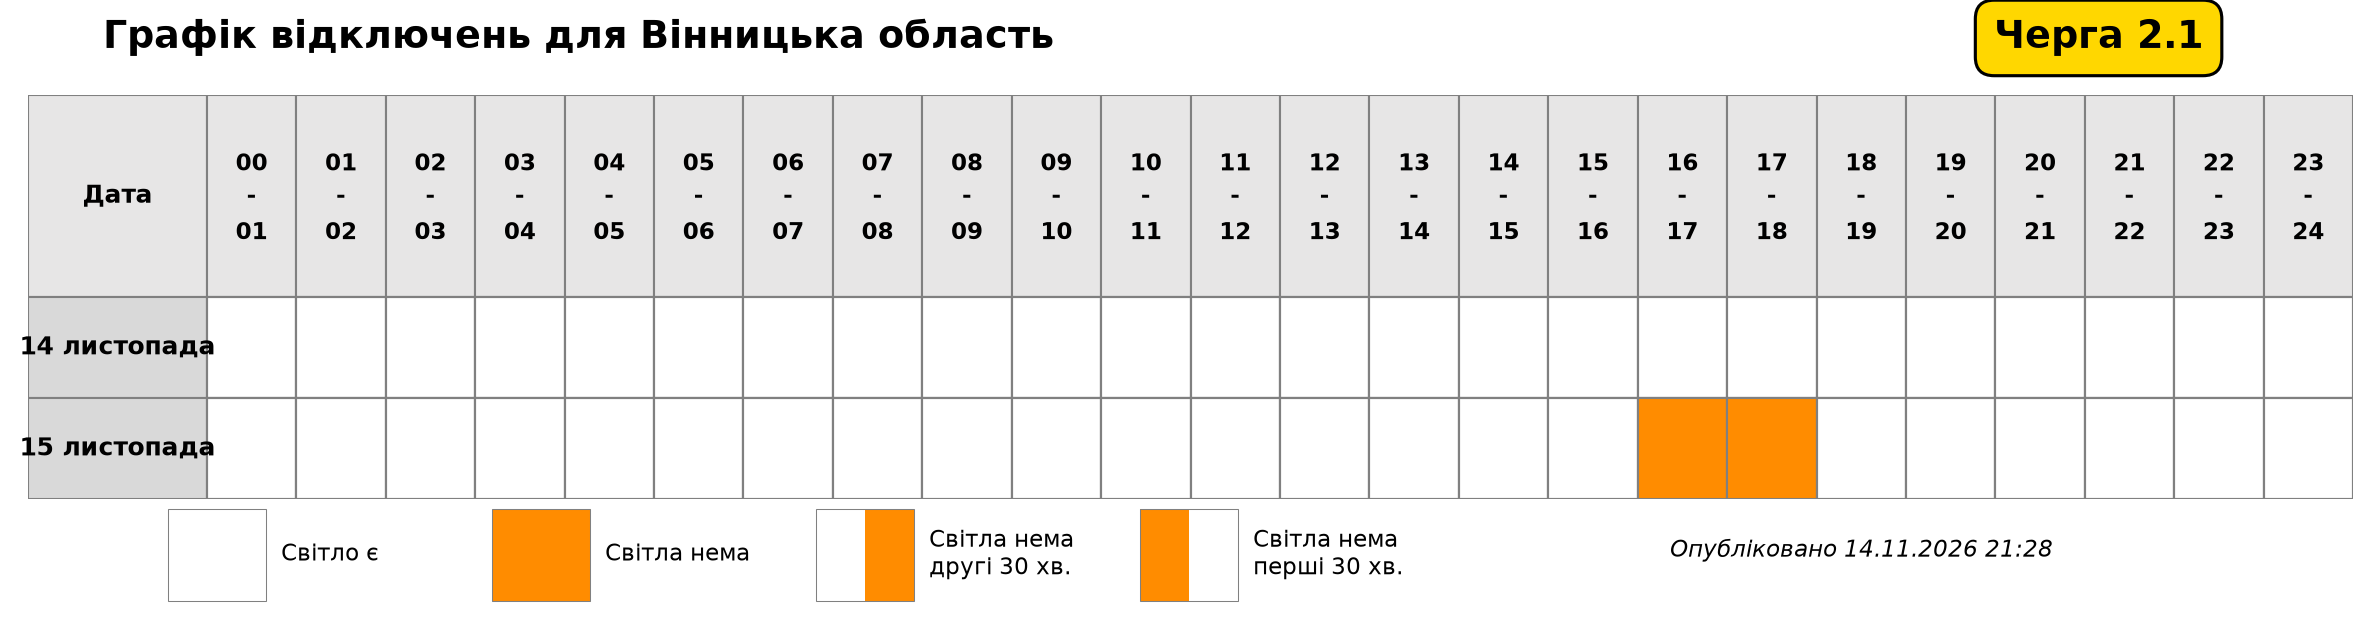 Графік відключень для Вінницька область
Черга 2.1
Дата
00 - 01
01 - 02
02 - 03
03 - 04
04 - 05
05 - 06
06 - 07
07 - 08
08 - 09
09 - 10
10 - 11
11 - 12
12 - 13
13 - 14
14 - 15
15 - 16
16 - 17
17 - 18
18 - 19
19 - 20
20 - 21
21 - 22
22 - 23
23 - 24
14 листопада
15 листопада
Світло є
Світла нема
Світла нема
другі 30 хв.
Світла нема
перші 30 хв.
Опубліковано 14.11.2026 21:28